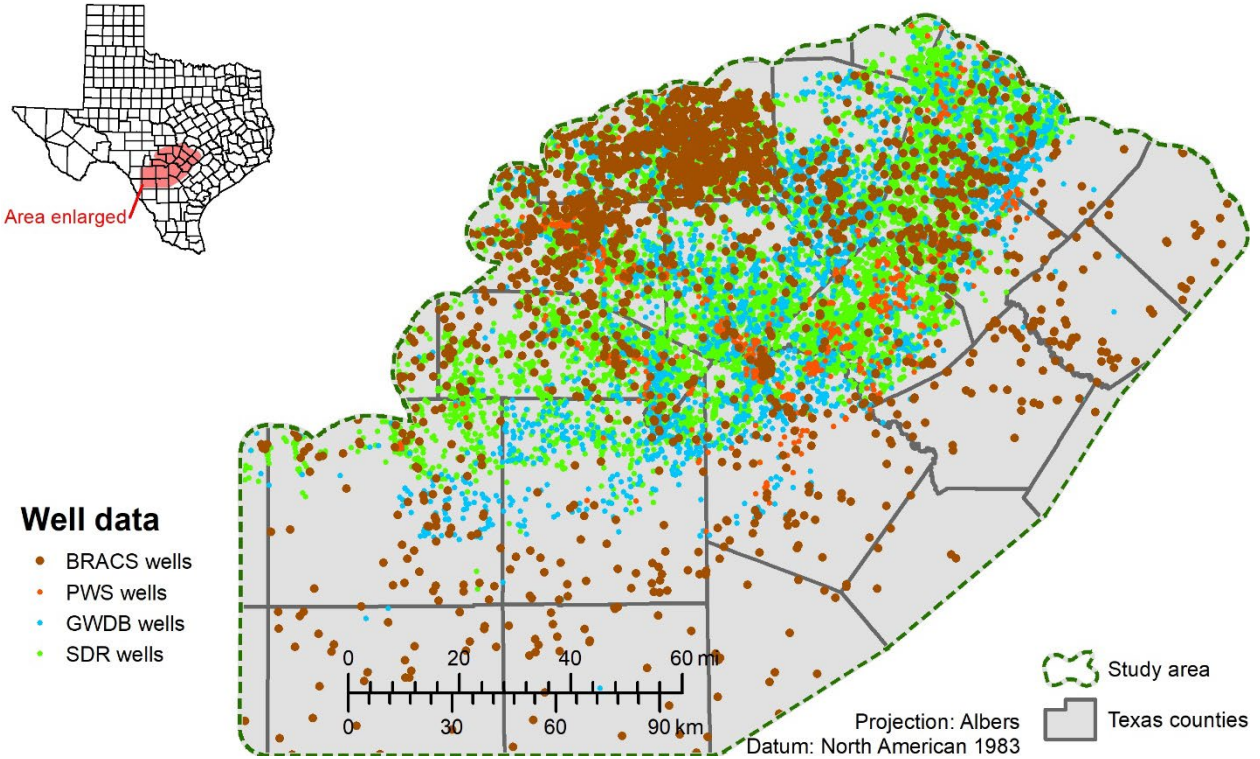 Area enlarged
Well data
BRACS wells
PWS wells
GWDB wells
SDR wells
0 20 40 60 mi
0 30 60 90 km
Projection: Albers
Datum: North American 1983
Study area
Texas counties